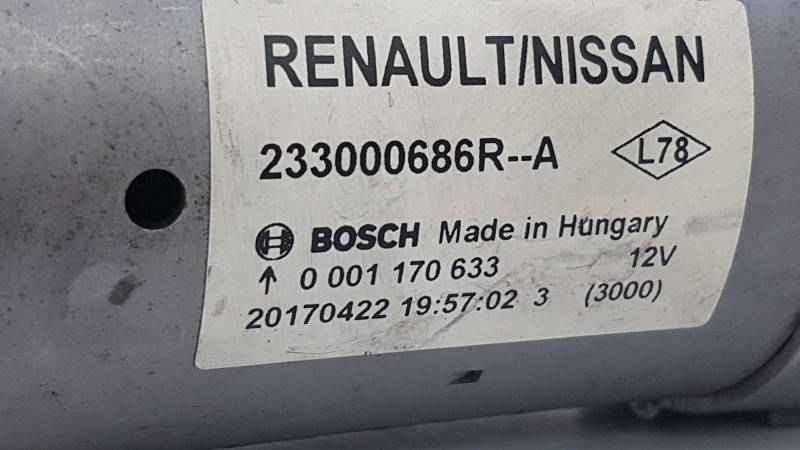 RENAULT/NISSAN
233000686R--A L78
BOSCH Made in Hungary
↑ 0 001 170 633 12V
20170422 19:57:02 3 (3000)